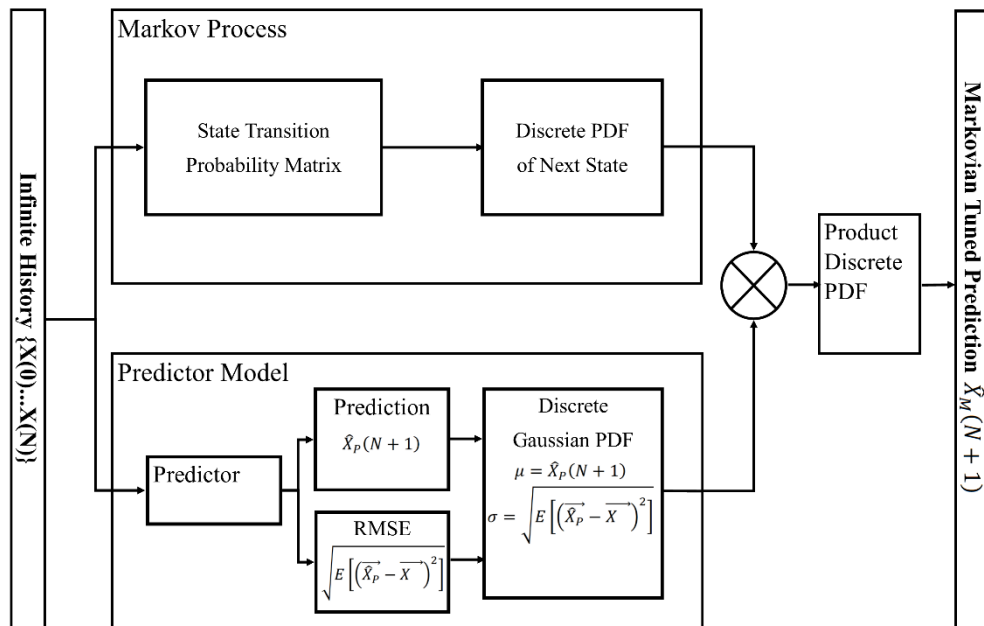 Infinite History {X(0)...X(N)}
Markov Process
State Transition
Probability Matrix
Discrete PDF
of Next State
Predictor Model
Predictor
Prediction
X̂_P(N + 1)
RMSE
√(E[(X̂_P⃗ − X⃗)²])
Discrete
Gaussian PDF
μ = X̂_P(N + 1)
σ = √(E[(X̂_P⃗ − X⃗)²])
Product
Discrete
PDF
Markovian Tuned Prediction X̂_M(N + 1)